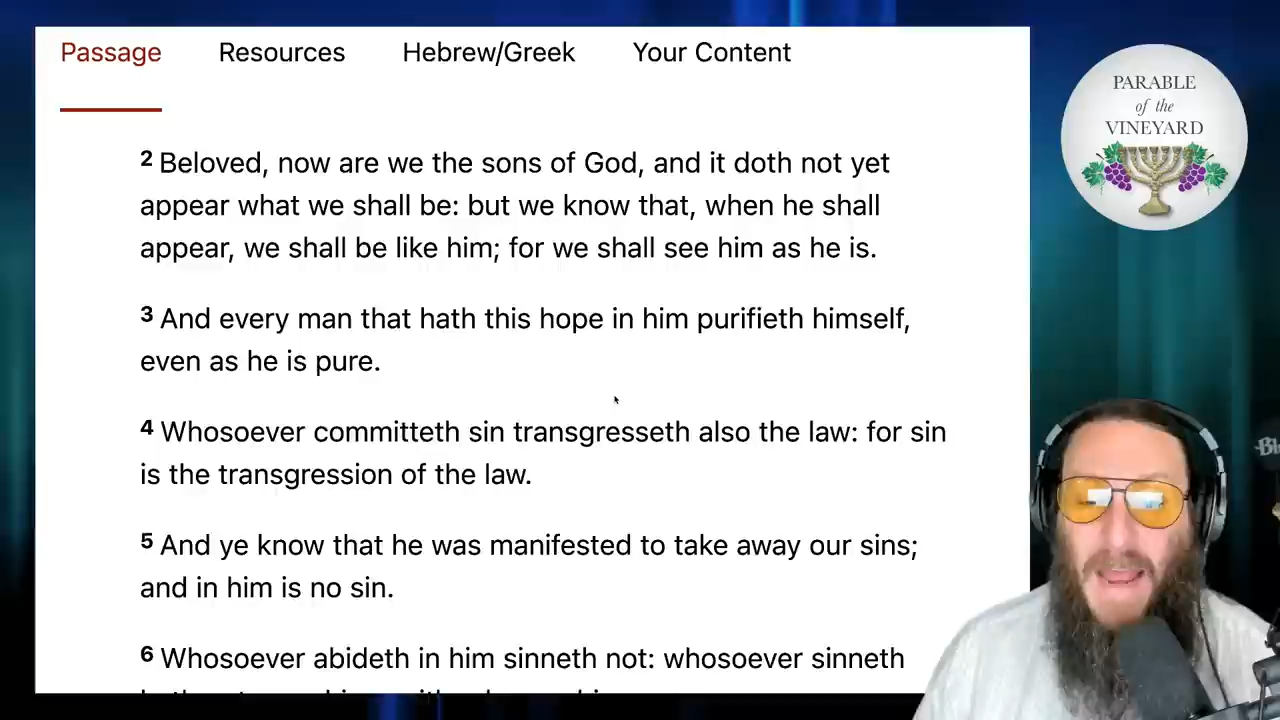 Passage
Resources
Hebrew/Greek
Your Content
2 Beloved, now are we the sons of God, and it doth not yet
appear what we shall be: but we know that, when he shall
appear, we shall be like him; for we shall see him as he is.
3 And every man that hath this hope in him purifieth himself,
even as he is pure.
4 Whosoever committeth sin transgresseth also the law: for sin
is the transgression of the law.
5 And ye know that he was manifested to take away our sins;
and in him is no sin.
6 Whosoever abideth in him sinneth not: whosoever sinneth
PARABLE
of the
VINEYARD